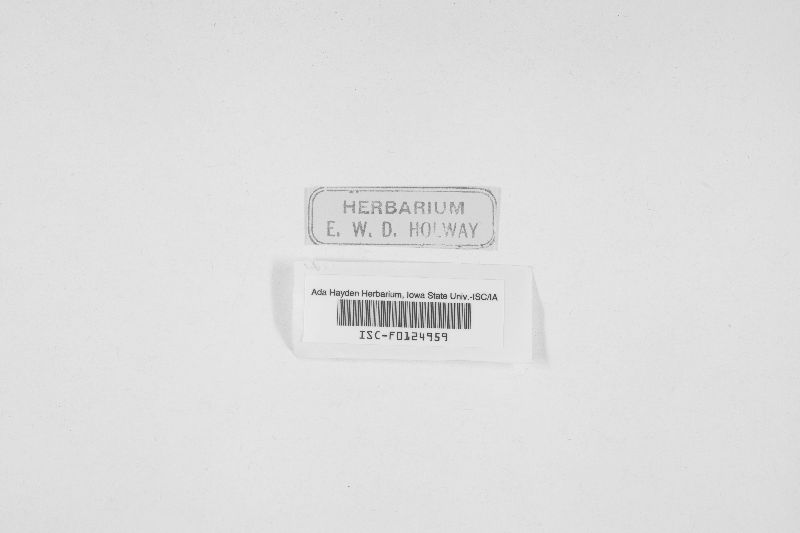 HERBARIUM
E. W. D. HOLWAY
Ada Hayden Herbarium, Iowa State Univ.-ISC/IA
ISC-F0124959